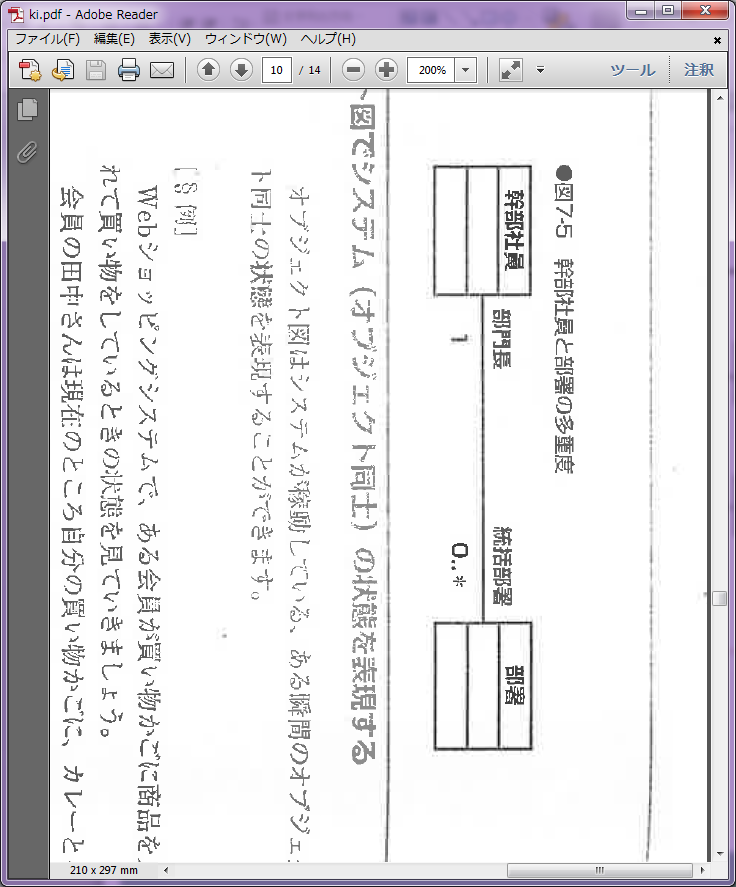 ki.pdf - Adobe Reader
ファイル(F) 編集(E) 表示(V) ウィンドウ(W) ヘルプ(H)
10 / 14 200% ツール 注釈
●図7-5 幹部社員と部署の多重度
幹部社員 部門長 統括部署 部署
1 0..*
図でシステム(オブジェクト同士)の状態を表現する
オブジェクト図はシステムが稼動している、ある瞬間のオブジェ
ト同士の状態を表現することができます。
例]
Webショッピングシステムで、ある会員が買い物かごに商品を
れて買い物をしているときの状態を見ていきましょう。
会員の田中さんは現在のところ自分の買い物かごに、カレーと
210 x 297 mm